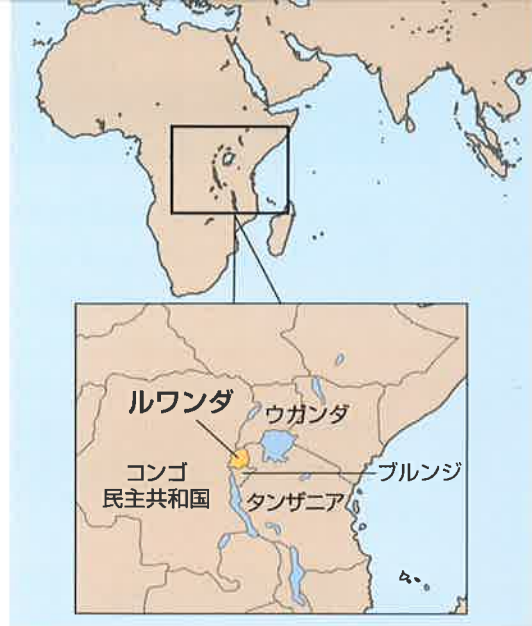 ルワンダ
ウガンダ
コンゴ
民主共和国
ブルンジ
タンザニア